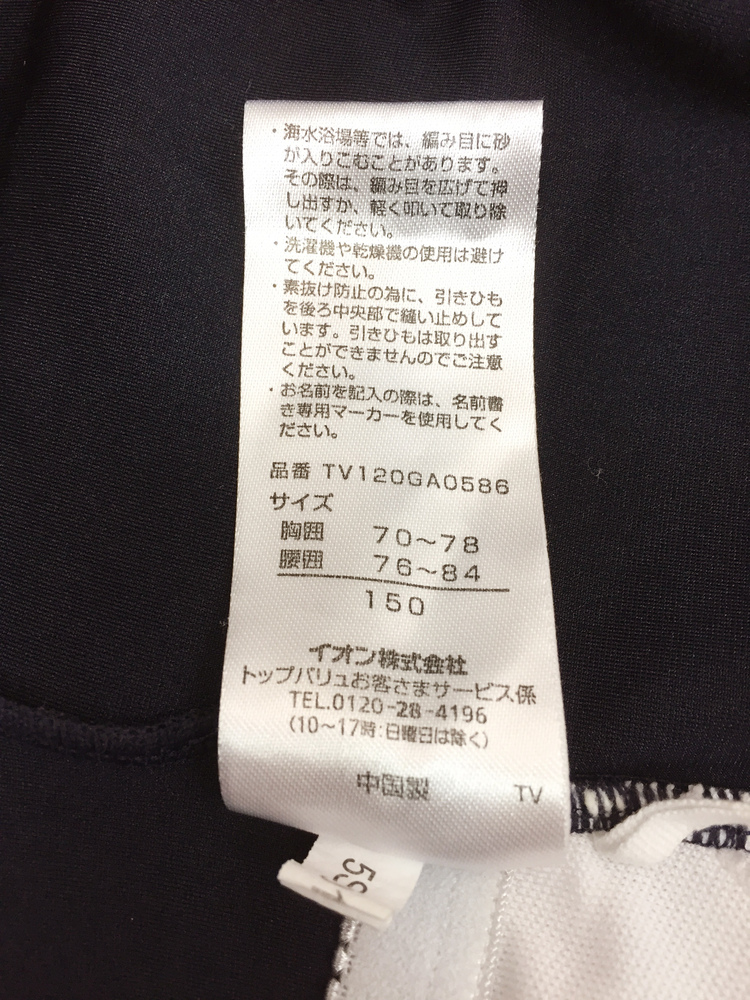 ・海水浴場等では、編み目に砂
が入りこむことがあります。
その際は、編み目を広げて押
し出すか、軽く叩いて取り除
いてください。
・洗濯機や乾燥機の使用は避け
てください。
・素抜け防止の為に、引きひも
を後ろ中央部で縫い止めして
います。引きひもは取り出す
ことができませんのでご注意
ください。
・お名前を記入の際は、名前書
き専用マーカーを使用してく
ださい。
品番 TV120GA0586
サイズ
胸囲 70~78
腰囲 76~84
150
イオン株式会社
トップバリュお客さまサービス係
TEL.0120-28-4196
(10~17時:日曜日は除く)
中国製 TV